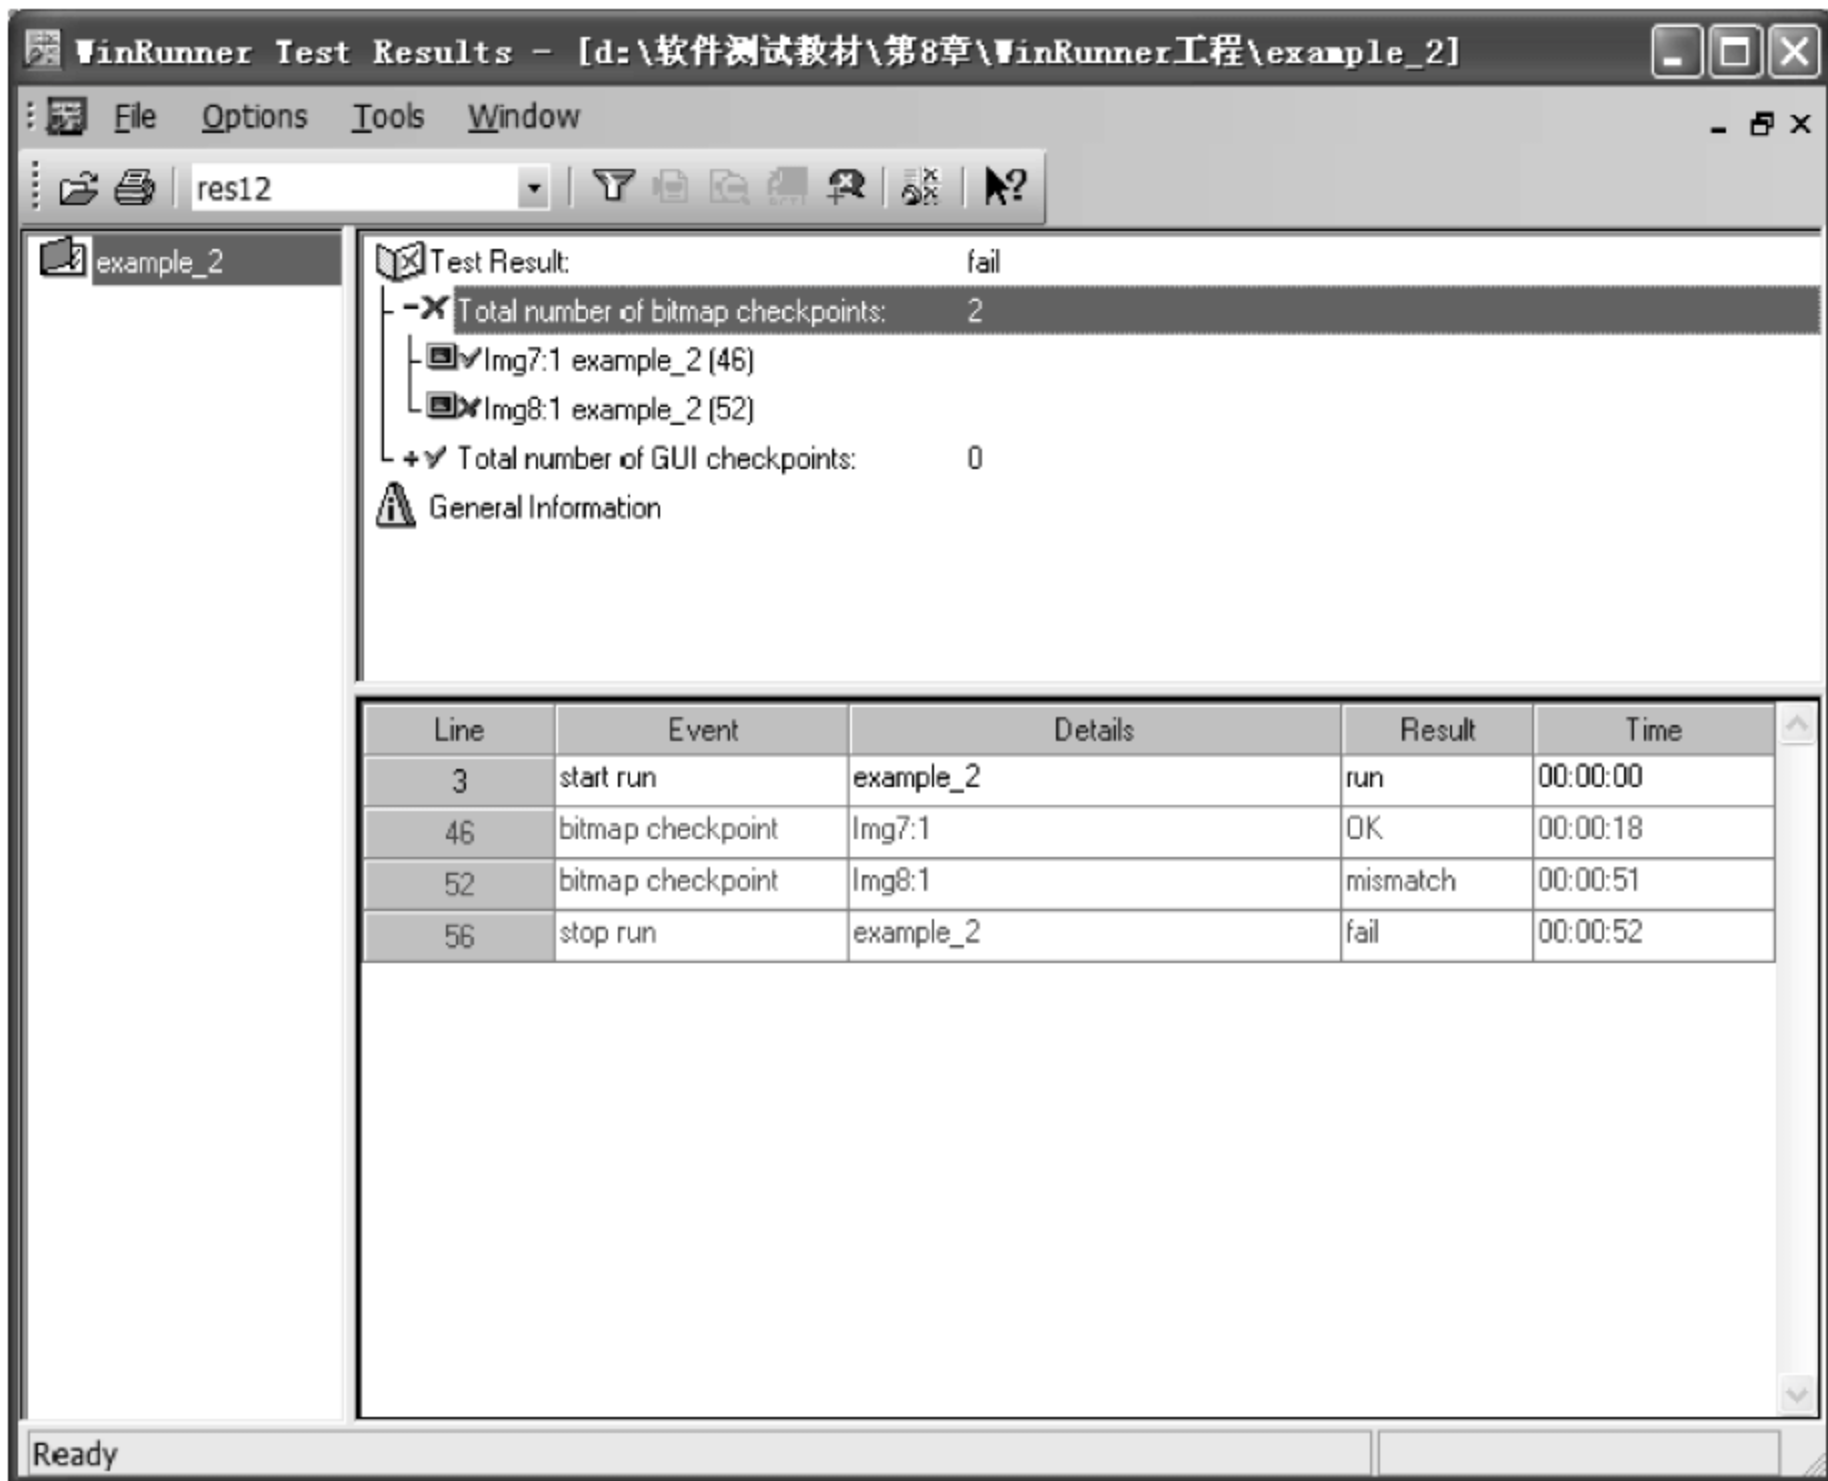 WinRunner Test Results - [d:\软件测试教材\第8章\WinRunner工程\example_2]
File Options Tools Window
res12
example_2
Test Result: fail
Total number of bitmap checkpoints: 2
Img7:1 example_2 (46)
Img8:1 example_2 (52)
Total number of GUI checkpoints: 0
General Information
Line Event Details Result Time
3 start run example_2 run 00:00:00
46 bitmap checkpoint Img7:1 OK 00:00:18
52 bitmap checkpoint Img8:1 mismatch 00:00:51
56 stop run example_2 fail 00:00:52
Ready